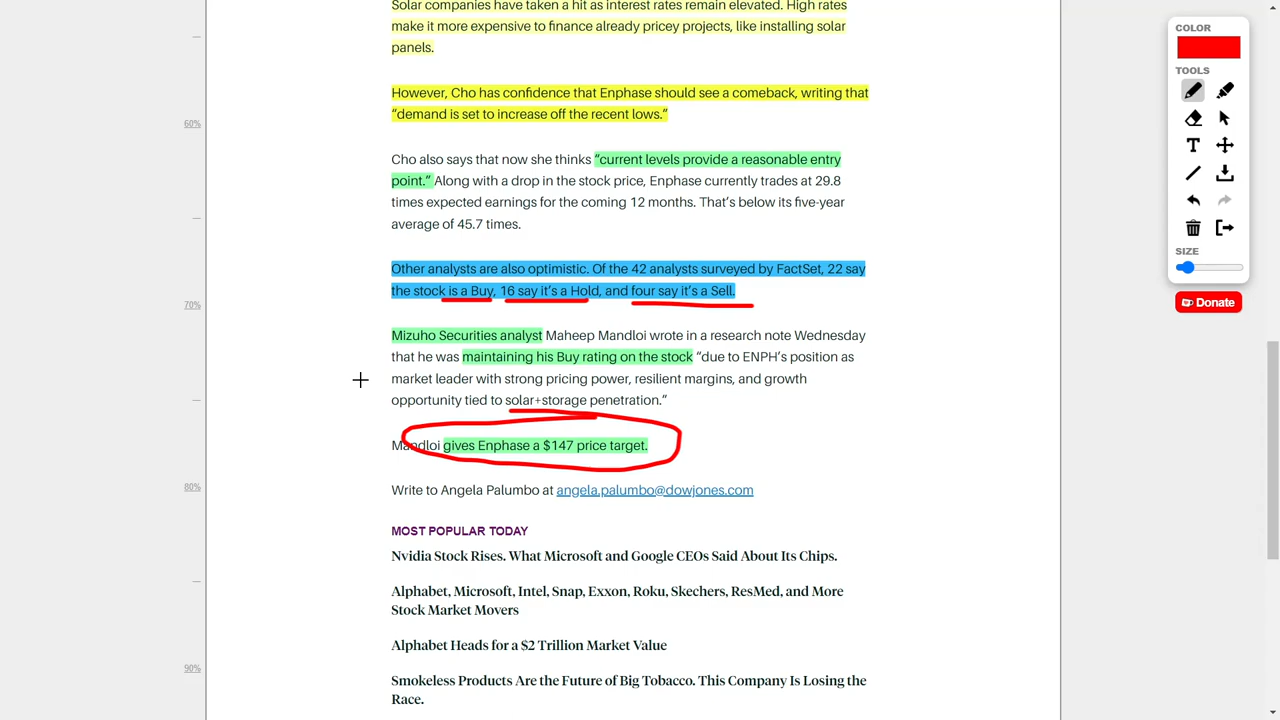 Solar companies have taken a hit as interest rates remain elevated. High rates
make it more expensive to finance already pricey projects, like installing solar
panels.
However, Cho has confidence that Enphase should see a comeback, writing that
“demand is set to increase off the recent lows.”
60%
Cho also says that now she thinks “current levels provide a reasonable entry
point.” Along with a drop in the stock price, Enphase currently trades at 29.8
times expected earnings for the coming 12 months. That’s below its five-year
average of 45.7 times.
Other analysts are also optimistic. Of the 42 analysts surveyed by FactSet, 22 say
the stock is a Buy, 16 say it’s a Hold, and four say it’s a Sell.
70%
Mizuho Securities analyst Maheep Mandloi wrote in a research note Wednesday
that he was maintaining his Buy rating on the stock “due to ENPH’s position as
market leader with strong pricing power, resilient margins, and growth
opportunity tied to solar+storage penetration.”
Mandloi gives Enphase a $147 price target.
80%
Write to Angela Palumbo at angela.palumbo@dowjones.com
MOST POPULAR TODAY
Nvidia Stock Rises. What Microsoft and Google CEOs Said About Its Chips.
Alphabet, Microsoft, Intel, Snap, Exxon, Roku, Skechers, ResMed, and More
Stock Market Movers
Alphabet Heads for a $2 Trillion Market Value
90%
Smokeless Products Are the Future of Big Tobacco. This Company Is Losing the
Race.
COLOR
TOOLS
T
SIZE
Donate